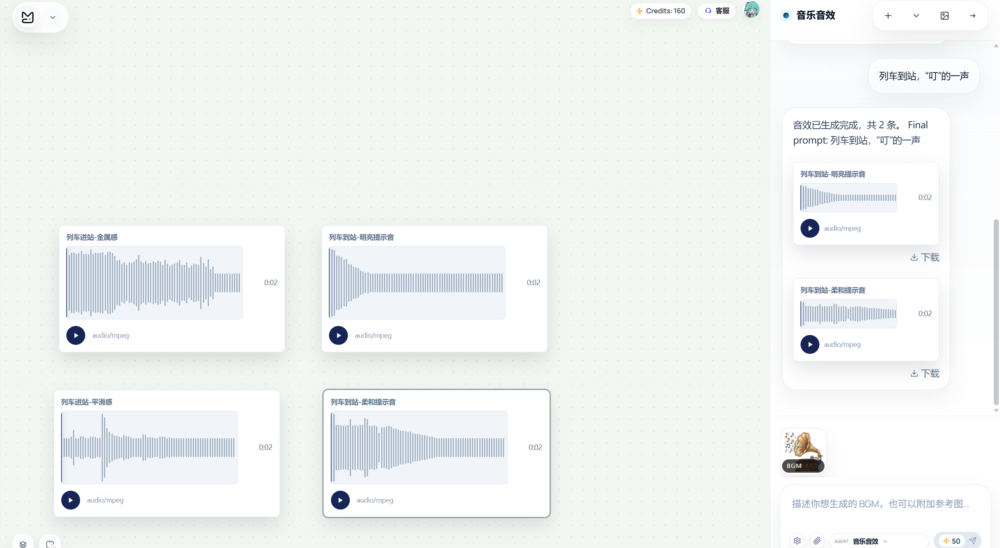 Credits: 160
客服
音乐音效
列车到站，“叮”的一声
音效已生成完成，共 2 条。 Final
prompt: 列车到站，“叮”的一声
列车到站-明亮提示音
0:02
audio/mpeg
下载
列车到站-柔和提示音
0:02
audio/mpeg
下载
列车进站-金属感
0:02
audio/mpeg
列车到站-明亮提示音
0:02
audio/mpeg
列车进站-平滑感
0:02
audio/mpeg
列车到站-柔和提示音
0:02
audio/mpeg
BGM
描述你想生成的 BGM，也可以附加参考图...
AGENT 音乐音效
50